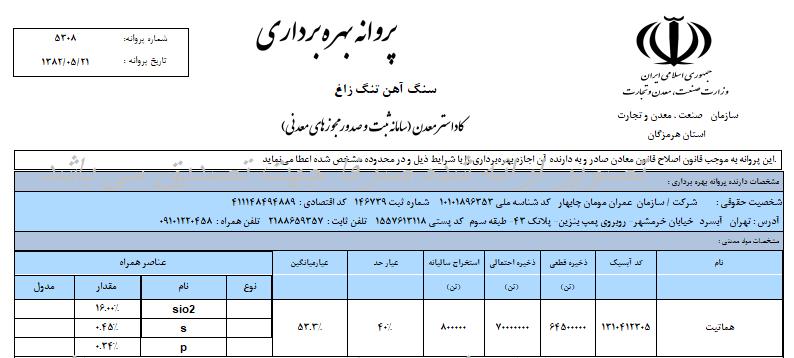 جمهوری اسلامی ایران
وزارت صنعت، معدن و تجارت
سازمان صنعت ، معدن و تجارت
استان هرمزگان
پروانه بهره برداری
سنگ آهن تنگ زاغ
کاداستر معدن (سامانه ثبت و صدور مجوزهای معدنی)
شماره پروانه: ۵۳۰۸
تاریخ پروانه : ۱۳۸۲/۰۵/۲۱
این پروانه به موجب قانون اصلاح قانون معادن صادر و به دارنده آن اجازه بهره‌برداری را با شرایط ذیل و در محدوده مشخص شده اعطا می‌نماید.
مشخصات دارنده پروانه بهره برداری :
شخصیت حقوقی : شرکت / سازمان عمران مومان چابهار کد شناسه ملی ۱۰۱۰۱۸۹۶۳۵۳ شماره ثبت ۱۴۶۷۳۹ کد اقتصادی : ۴۱۱۱۴۸۴۹۴۸۸۹
آدرس : تهران آبسرد خیابان خرمشهر- روبروی پمپ بنزین- پلاک ۴۳- طبقه سوم کد پستی ۱۵۵۷۶۱۳۱۱۸ تلفن ثابت : ۲۱۸۸۶۵۹۳۵۷ تلفن همراه : ۰۹۱۰۱۲۲۰۴۵۸
مشخصات مواد معدنی :
نام کد آیسیک ذخیره قطعی (تن) ذخیره احتمالی (تن) استخراج سالیانه (تن) عیار حد عیارمیانگین عناصر همراه
نوع نام مقدار مدول
هماتیت ۱۳۱۰۴۱۲۳۰۵ ۶۴۵۰۰۰۰ ۷۰۰۰۰۰۰ ۸۰۰۰۰۰ ۴۰٪ ۵۳.۳٪
sio2 ۱۶.۰۰٪
s ۰.۴۵٪
p ۰.۳۴٪